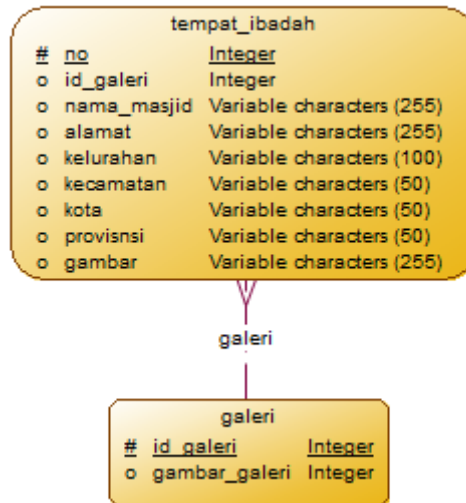 tempat_ibadah
# no Integer
o id_galeri Integer
o nama_masjid Variable characters (255)
o alamat Variable characters (255)
o kelurahan Variable characters (100)
o kecamatan Variable characters (50)
o kota Variable characters (50)
o provisnsi Variable characters (50)
o gambar Variable characters (255)
galeri
galeri
# id_galeri Integer
o gambar_galeri Integer